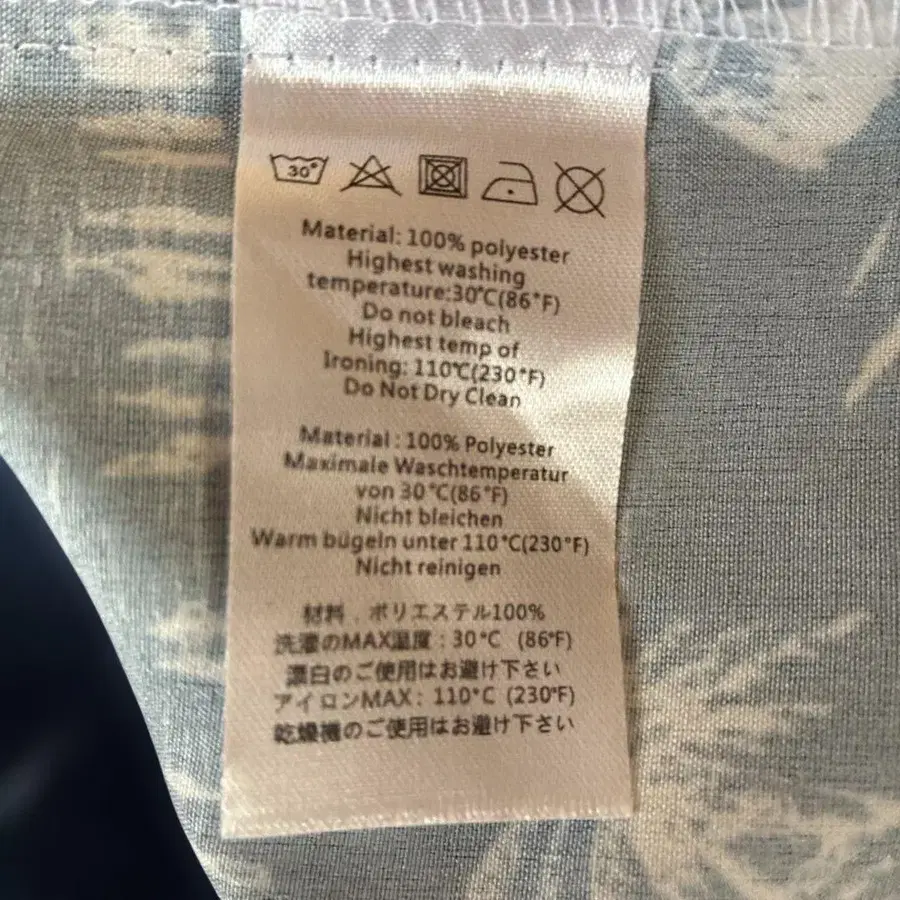 30°
Material: 100% polyester
Highest washing
temperature:30℃(86°F)
Do not bleach
Highest temp of
Ironing: 110℃(230°F)
Do Not Dry Clean
Material : 100% Polyester
Maximale Waschtemperatur
von 30°C(86°F)
Nicht bleichen
Warm bügeln unter 110°C(230°F)
Nicht reinigen
材料．ポリエステル100%
洗濯のMAX温度：30°C (86°F)
漂白のご使用はお避け下さい
アイロンMAX：110°C (230°F)
乾燥機のご使用はお避け下さい